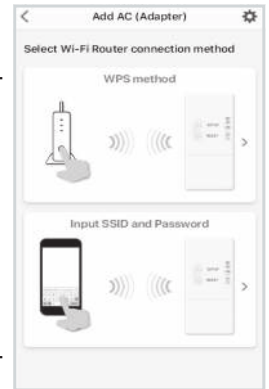 Add AC (Adapter)
Select Wi-Fi Router connection method
WPS method
Input SSID and Password